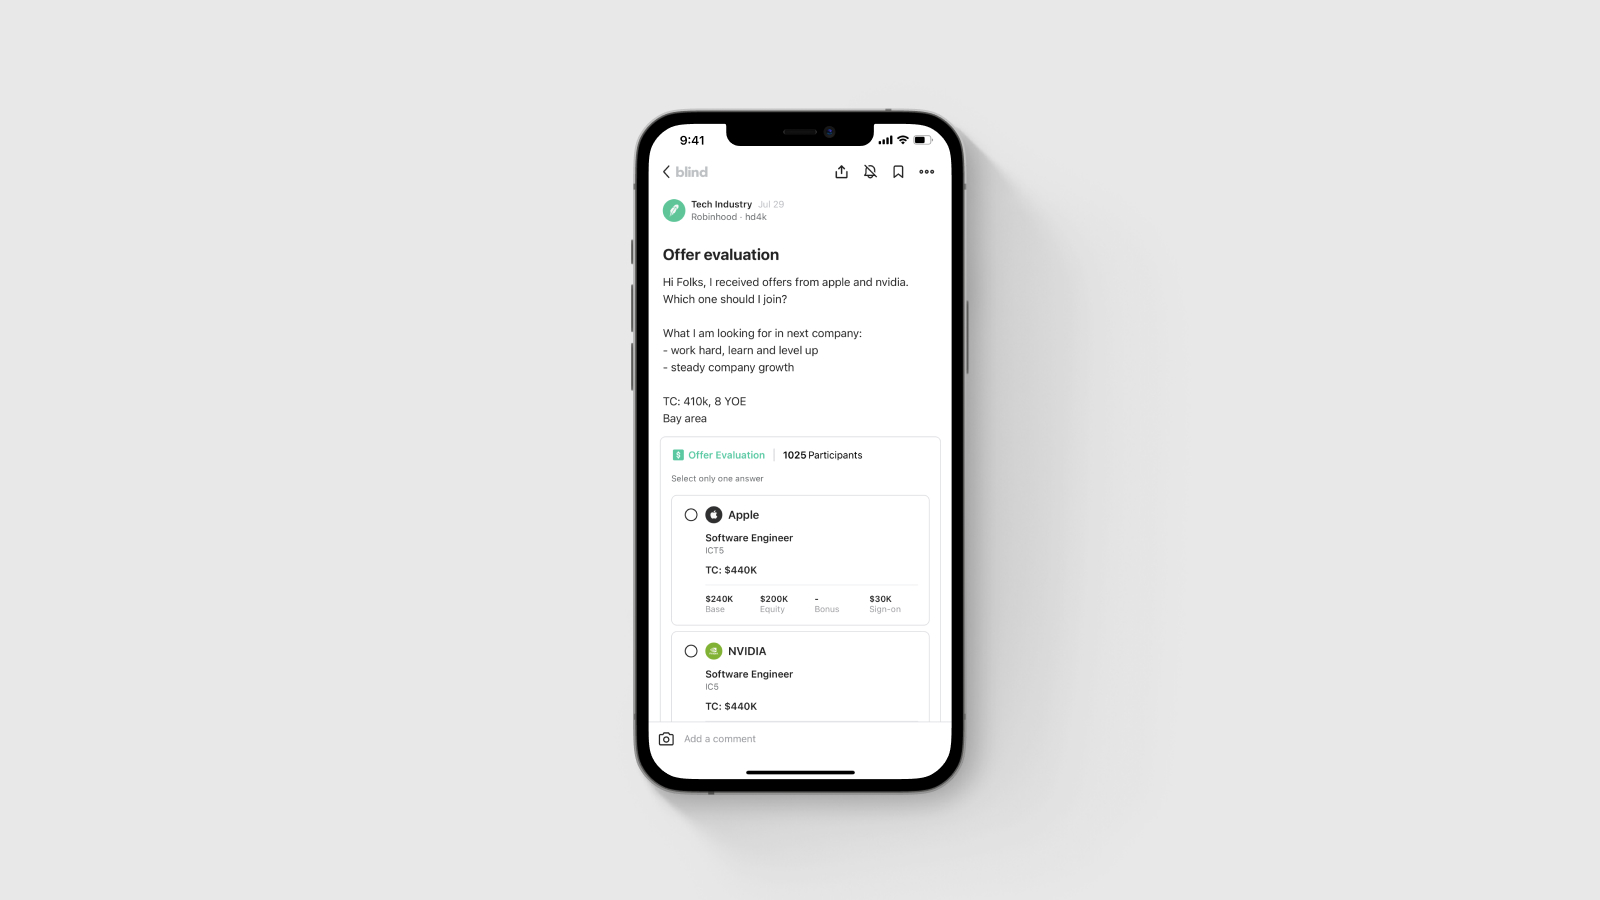 9:41
blind
Tech Industry Jul 29
Robinhood · hd4k
Offer evaluation
Hi Folks, I received offers from apple and nvidia.
Which one should I join?
What I am looking for in next company:
- work hard, learn and level up
- steady company growth
TC: 410k, 8 YOE
Bay area
$ Offer Evaluation | 1025 Participants
Select only one answer
Apple
Software Engineer
ICT5
TC: $440K
$240K $200K - $30K
Base Equity Bonus Sign-on
NVIDIA
Software Engineer
IC5
TC: $440K
Add a comment